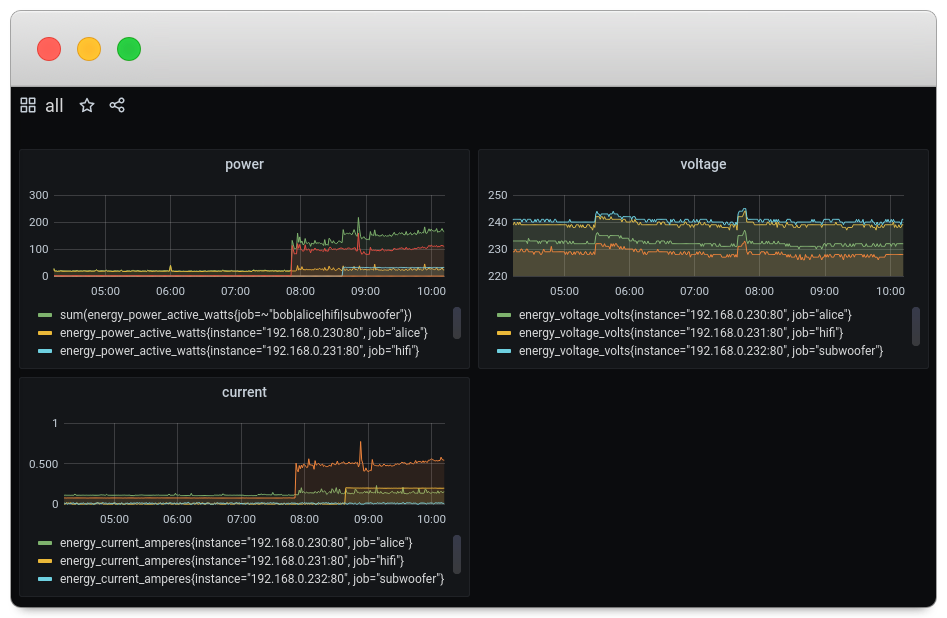 all
power
300
200
100
0
05:00 06:00 07:00 08:00 09:00 10:00
sum(energy_power_active_watts{job=~"bob|alice|hifi|subwoofer"})
energy_power_active_watts{instance="192.168.0.230:80", job="alice"}
energy_power_active_watts{instance="192.168.0.231:80", job="hifi"}
voltage
250
240
230
220
05:00 06:00 07:00 08:00 09:00 10:00
energy_voltage_volts{instance="192.168.0.230:80", job="alice"}
energy_voltage_volts{instance="192.168.0.231:80", job="hifi"}
energy_voltage_volts{instance="192.168.0.232:80", job="subwoofer"}
current
1
0.500
0
05:00 06:00 07:00 08:00 09:00 10:00
energy_current_amperes{instance="192.168.0.230:80", job="alice"}
energy_current_amperes{instance="192.168.0.231:80", job="hifi"}
energy_current_amperes{instance="192.168.0.232:80", job="subwoofer"}